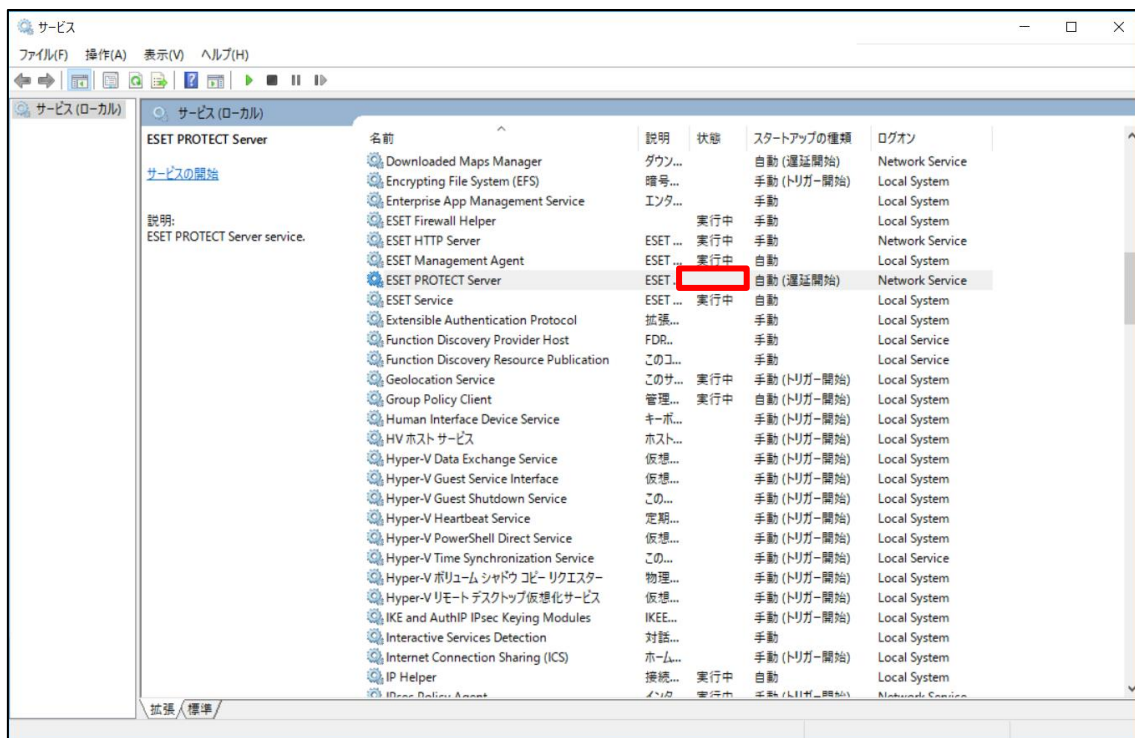 サービス
ファイル(F) 操作(A) 表示(V) ヘルプ(H)
サービス (ローカル)
サービス (ローカル)
ESET PROTECT Server
サービスの開始
説明:
ESET PROTECT Server service.
名前 説明 状態 スタートアップの種類 ログオン
Downloaded Maps Manager ダウン... 自動 (遅延開始) Network Service
Encrypting File System (EFS) 暗号... 手動 (トリガー開始) Local System
Enterprise App Management Service エンタ... 手動 Local System
ESET Firewall Helper 実行中 手動 Local System
ESET HTTP Server ESET ... 実行中 手動 Network Service
ESET Management Agent ESET ... 実行中 自動 Local System
ESET PROTECT Server ESET . 自動 (遅延開始) Network Service
ESET Service ESET ... 実行中 自動 Local System
Extensible Authentication Protocol 拡張... 手動 Local System
Function Discovery Provider Host FDP... 手動 Local Service
Function Discovery Resource Publication このコ... 手動 Local Service
Geolocation Service このサ... 実行中 手動 (トリガー開始) Local System
Group Policy Client 管理... 実行中 自動 (トリガー開始) Local System
Human Interface Device Service キーボ... 手動 (トリガー開始) Local System
HV ホスト サービス ホスト... 手動 (トリガー開始) Local System
Hyper-V Data Exchange Service 仮想... 手動 (トリガー開始) Local System
Hyper-V Guest Service Interface 仮想... 手動 (トリガー開始) Local System
Hyper-V Guest Shutdown Service この... 手動 (トリガー開始) Local System
Hyper-V Heartbeat Service 定期... 手動 (トリガー開始) Local System
Hyper-V PowerShell Direct Service 仮想... 手動 (トリガー開始) Local System
Hyper-V Time Synchronization Service この... 手動 (トリガー開始) Local Service
Hyper-V ボリューム シャドウ コピー リクエスター 物理... 手動 (トリガー開始) Local System
Hyper-V リモート デスクトップ仮想化サービス 仮想... 手動 (トリガー開始) Local System
IKE and AuthIP IPsec Keying Modules IKEE... 手動 (トリガー開始) Local System
Interactive Services Detection 対話... 手動 Local System
Internet Connection Sharing (ICS) ホーム... 手動 (トリガー開始) Local System
IP Helper 接続... 実行中 自動 Local System
IPsec Policy Agent インタ 実行中 手動 (トリガー開始) Network Service
拡張 標準